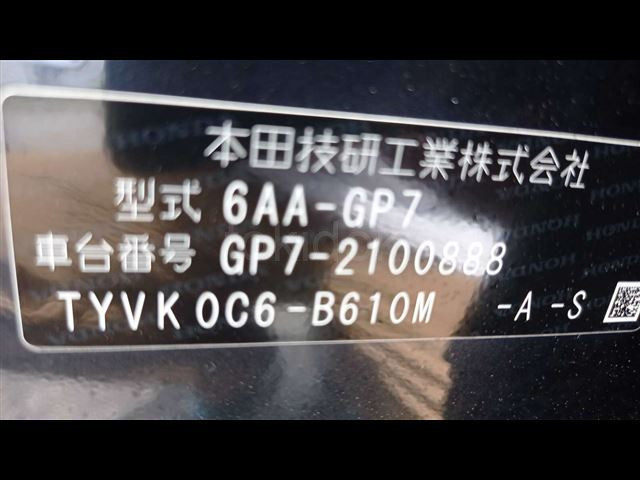 本田技研工業株式会社
型式 6AA-GP7
車台番号 GP7-2100888
TYVK0C6-B610M -A -S